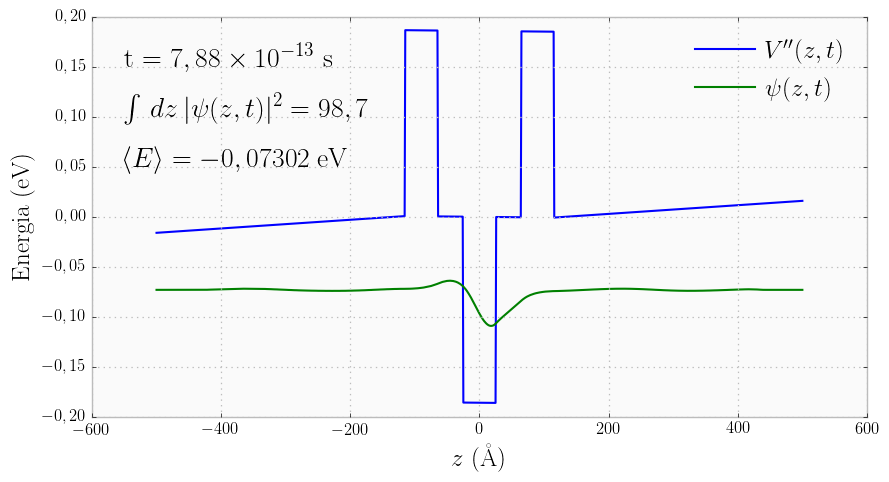 t = 7,88 × 10⁻¹³ s
∫ dz |ψ(z,t)|² = 98,7
⟨E⟩ = −0,07302 eV
V″(z,t)
ψ(z,t)
Energia (eV)
0,20
0,15
0,10
0,05
0,00
−0,05
−0,10
−0,15
−0,20
−600 −400 −200 0 200 400 600
z (Å)